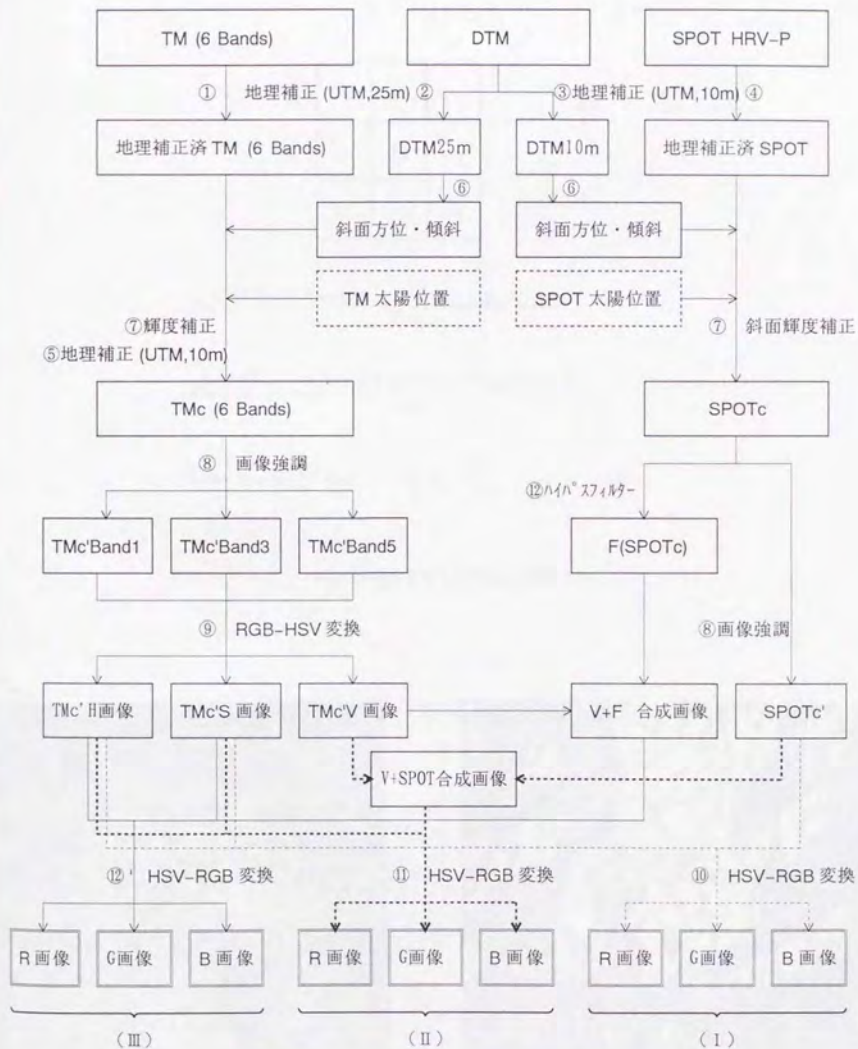 TM (6 Bands)
DTM
SPOT HRV-P
① 地理補正 (UTM,25m) ②
③地理補正 (UTM,10m) ④
地理補正済 TM (6 Bands)
DTM25m
DTM10m
地理補正済 SPOT
⑥
⑥
斜面方位・傾斜
斜面方位・傾斜
TM 太陽位置
SPOT 太陽位置
⑦輝度補正
⑦ 斜面輝度補正
⑤地理補正 (UTM,10m)
TMc (6 Bands)
SPOTc
⑧ 画像強調
⑫ハイパスフィルター
TMc'Band1
TMc'Band3
TMc'Band5
F(SPOTc)
⑨ RGB-HSV 変換
⑧画像強調
TMc'H画像
TMc'S 画像
TMc'V 画像
V+F 合成画像
SPOTc'
V+SPOT合成画像
⑫' HSV-RGB 変換
⑪ HSV-RGB 変換
⑩ HSV-RGB 変換
R 画像
G画像
B 画像
R 画像
G画像
B 画像
R 画像
G画像
B 画像
(Ⅲ)
(Ⅱ)
(Ⅰ)